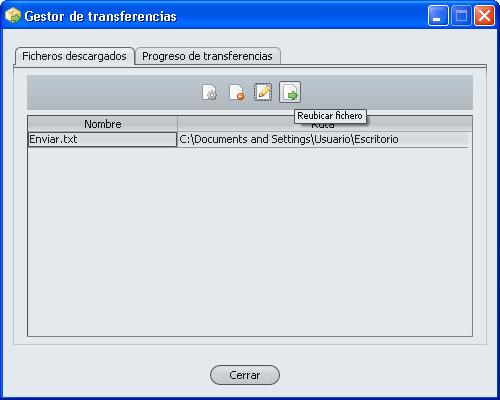 Gestor de transferencias
Ficheros descargados Progreso de transferencias
Reubicar fichero
Nombre Ruta
Enviar.txt C:\Documents and Settings\Usuario\Escritorio
Cerrar